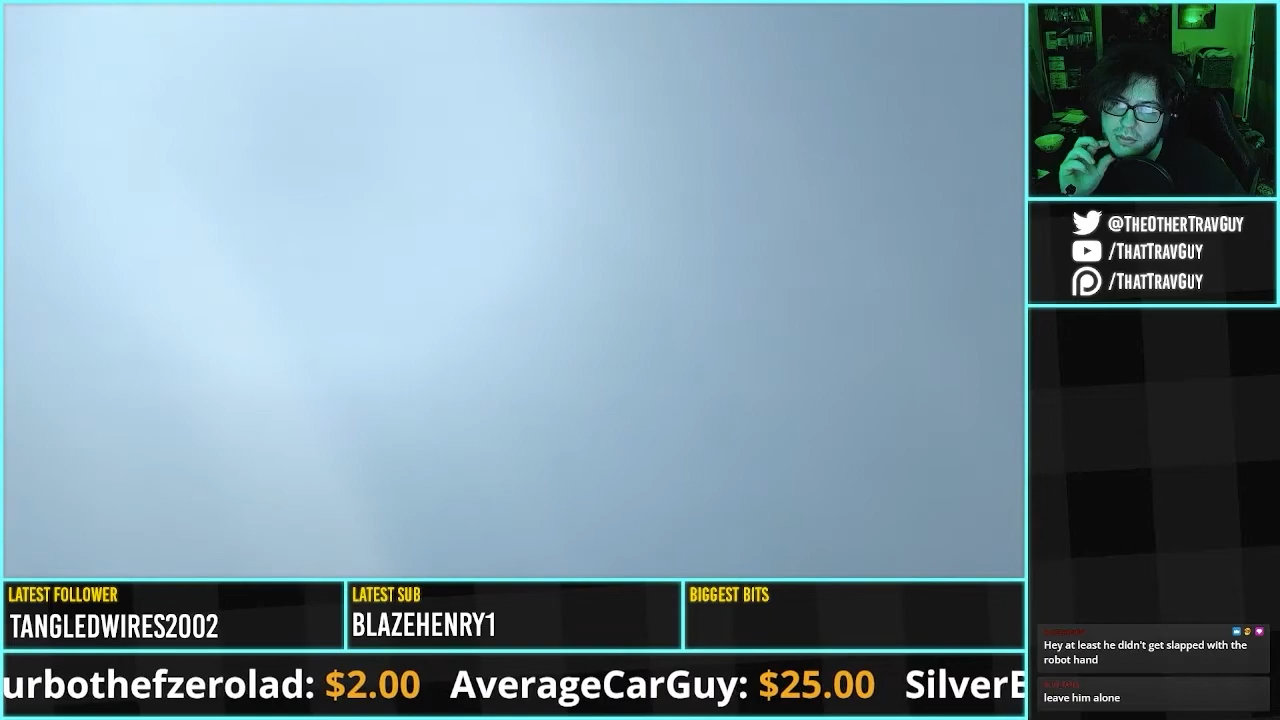 @TheOtherTravGuy
/ThatTravGuy
/ThatTravGuy
LATEST FOLLOWER
TANGLEDWIRES2002
LATEST SUB
BLAZEHENRY1
BIGGEST BITS
Hey at least he didn't get slapped with the
robot hand
leave him alone
urbothefzerolad: $2.00 AverageCarGuy: $25.00 SilverE